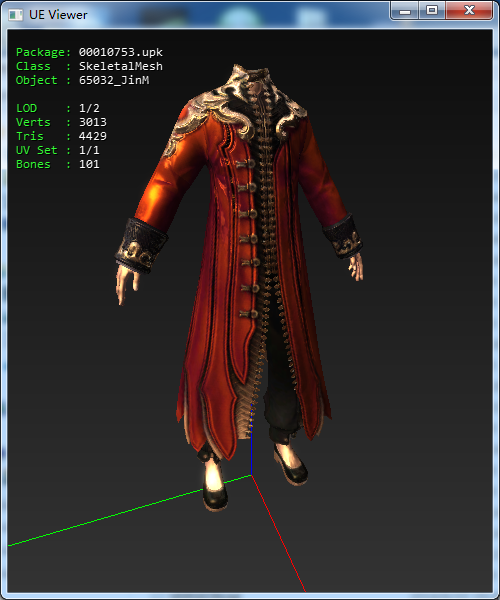 UE Viewer
Package: 00010753.upk
Class : SkeletalMesh
Object : 65032_JinM
LOD : 1/2
Verts : 3013
Tris : 4429
UV Set : 1/1
Bones : 101